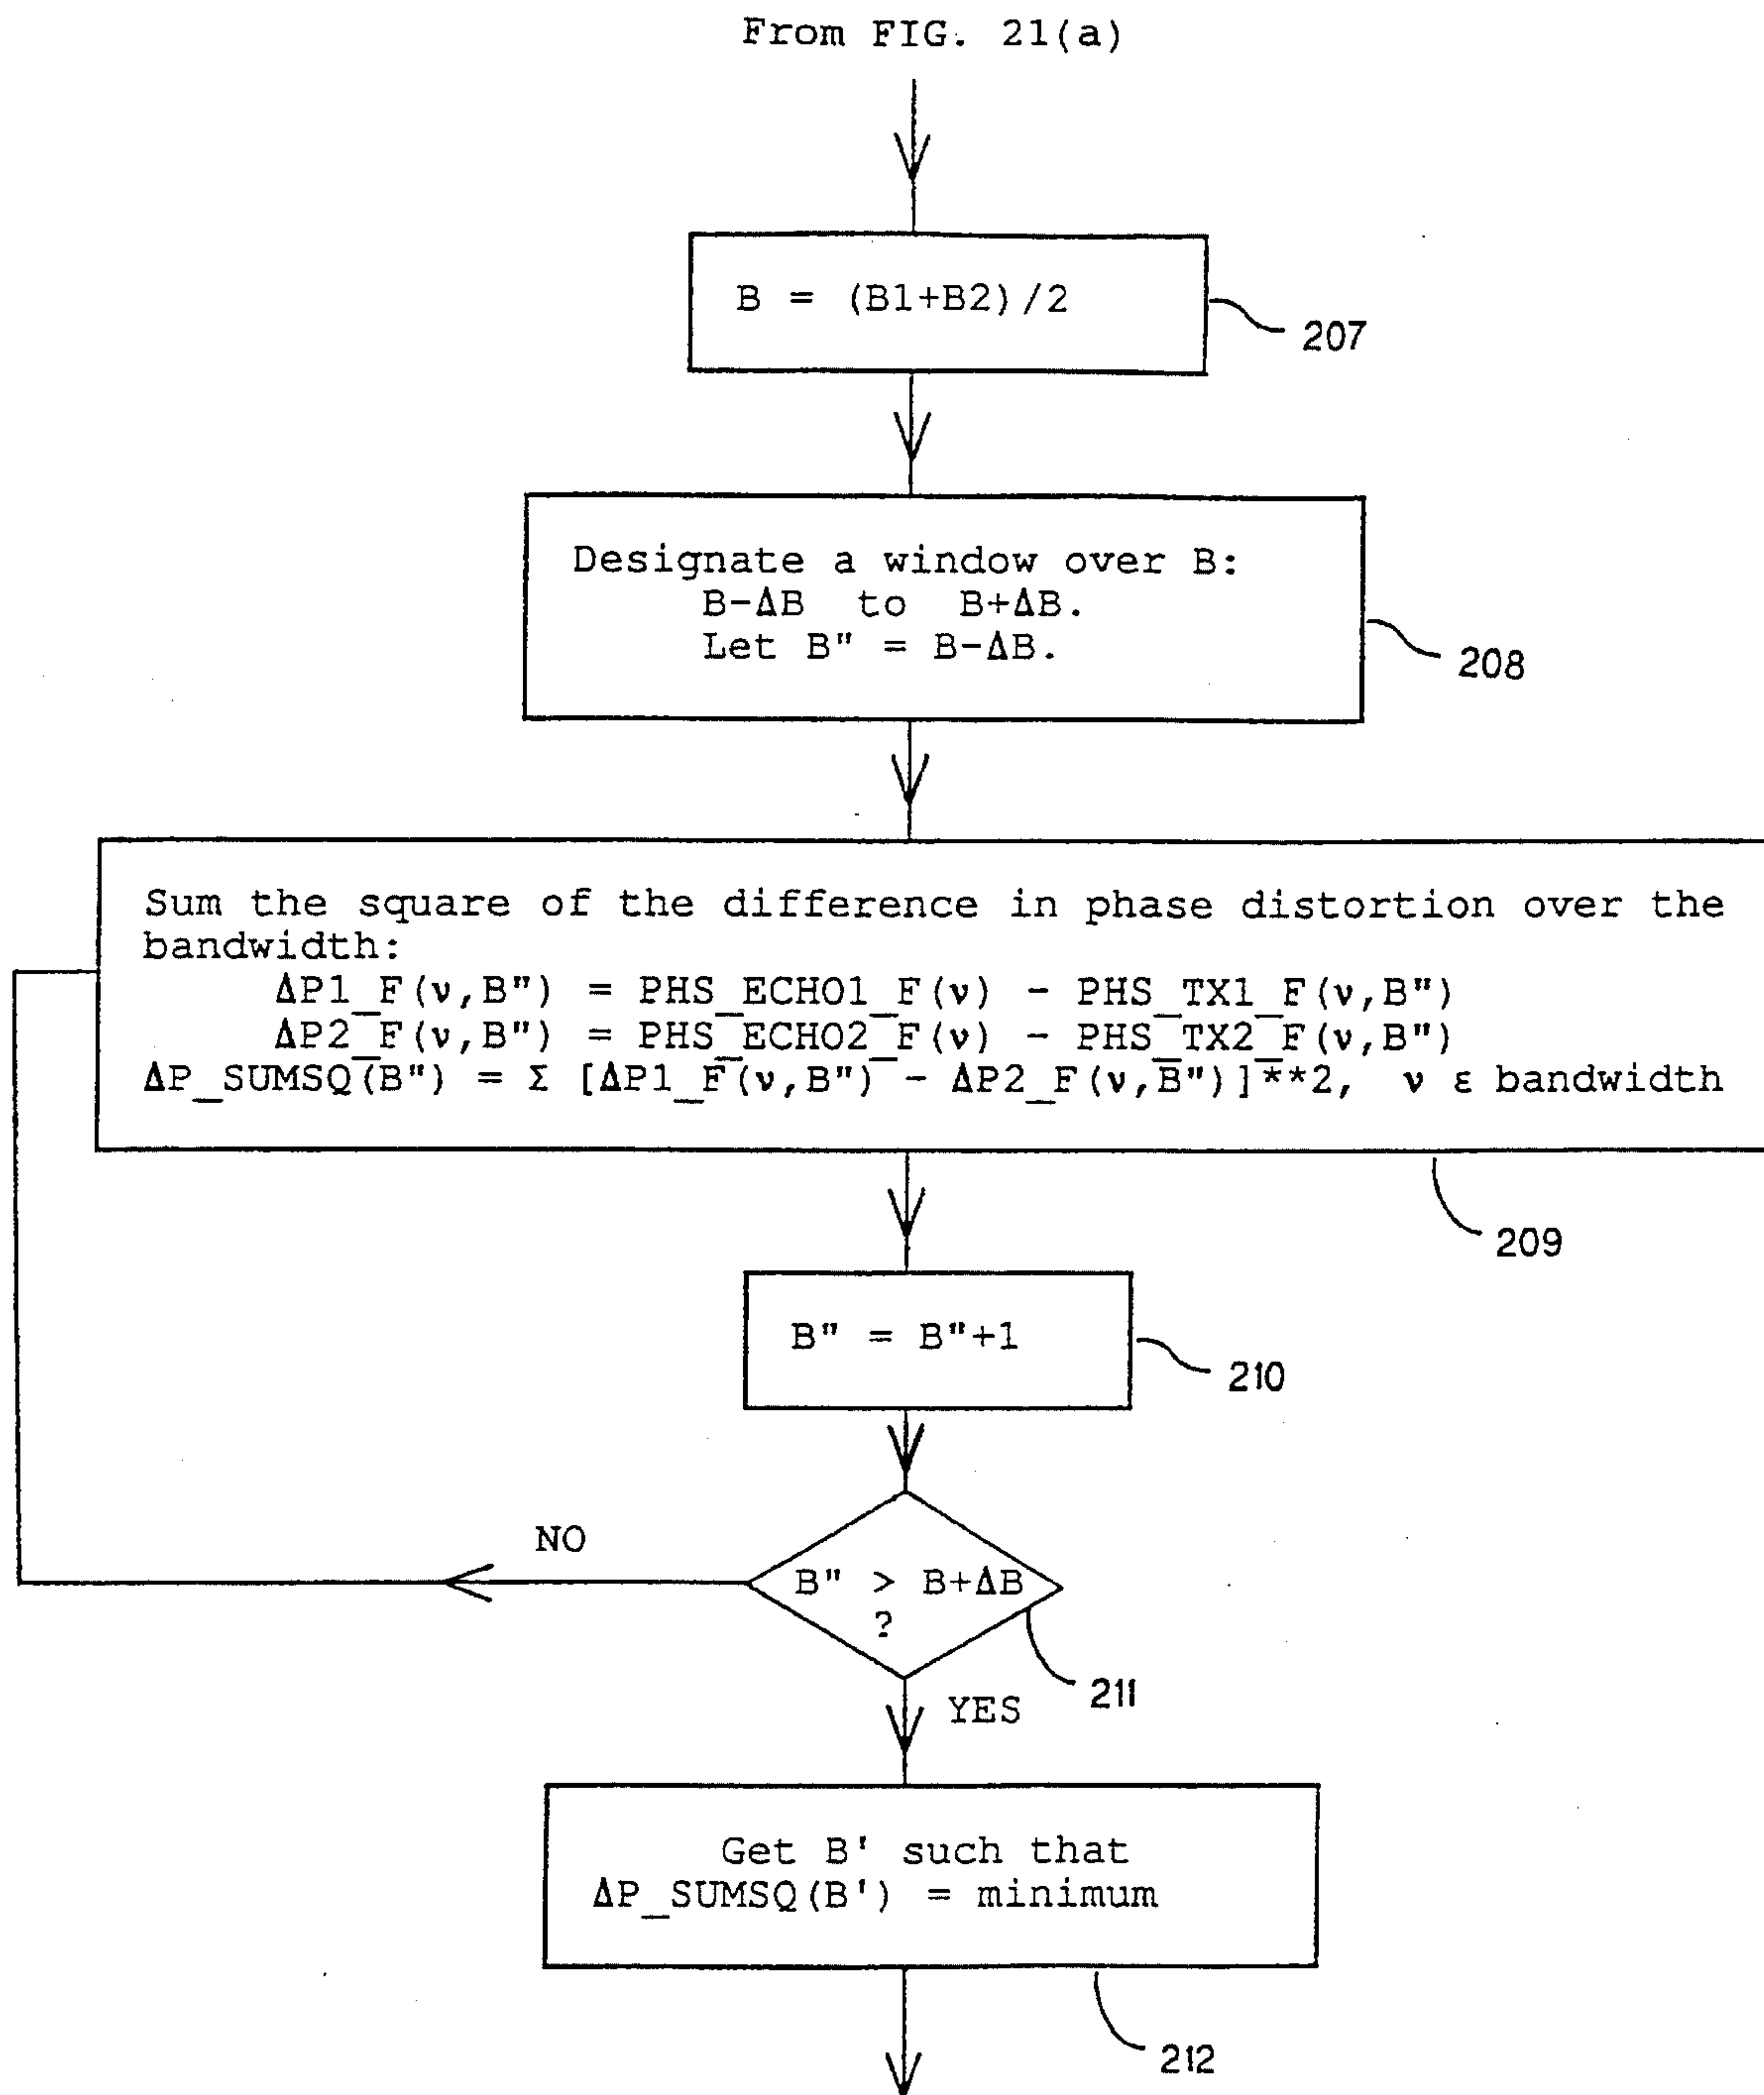 From FIG. 21(a)
B = (B1+B2)/2
207
Designate a window over B:
B-ΔB to B+ΔB.
Let B" = B-ΔB.
208
Sum the square of the difference in phase distortion over the
bandwidth:
ΔP1_F(ν,B") = PHS_ECHO1_F(ν) - PHS_TX1_F(ν,B")
ΔP2_F(ν,B") = PHS_ECHO2_F(ν) - PHS_TX2_F(ν,B")
ΔP_SUMSQ(B") = Σ [ΔP1_F(ν,B") - ΔP2_F(ν,B")]**2, ν ε bandwidth
209
B" = B"+1
210
NO
B" > B+ΔB
?
211
YES
Get B' such that
ΔP_SUMSQ(B') = minimum
212